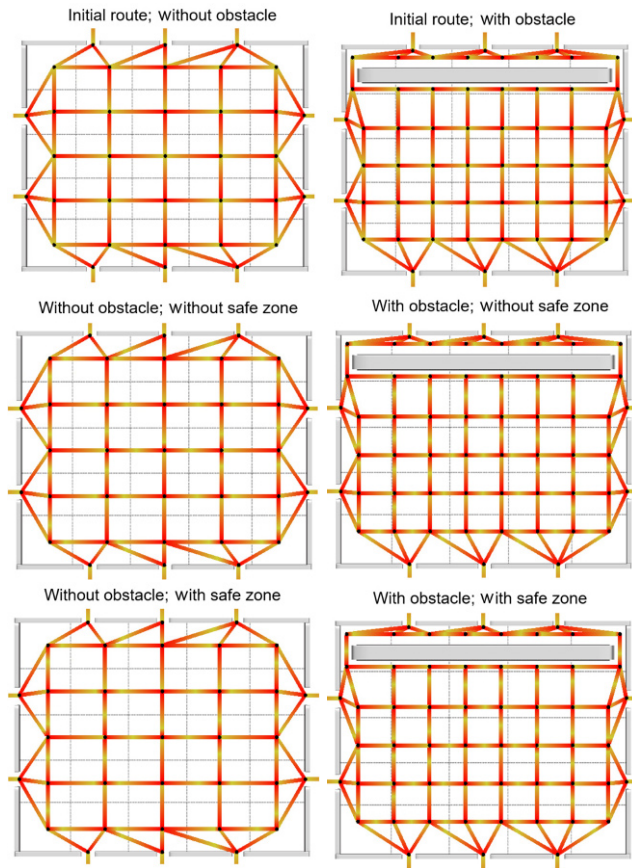 Initial route; without obstacle
Initial route; with obstacle
Without obstacle; without safe zone
With obstacle; without safe zone
Without obstacle; with safe zone
With obstacle; with safe zone